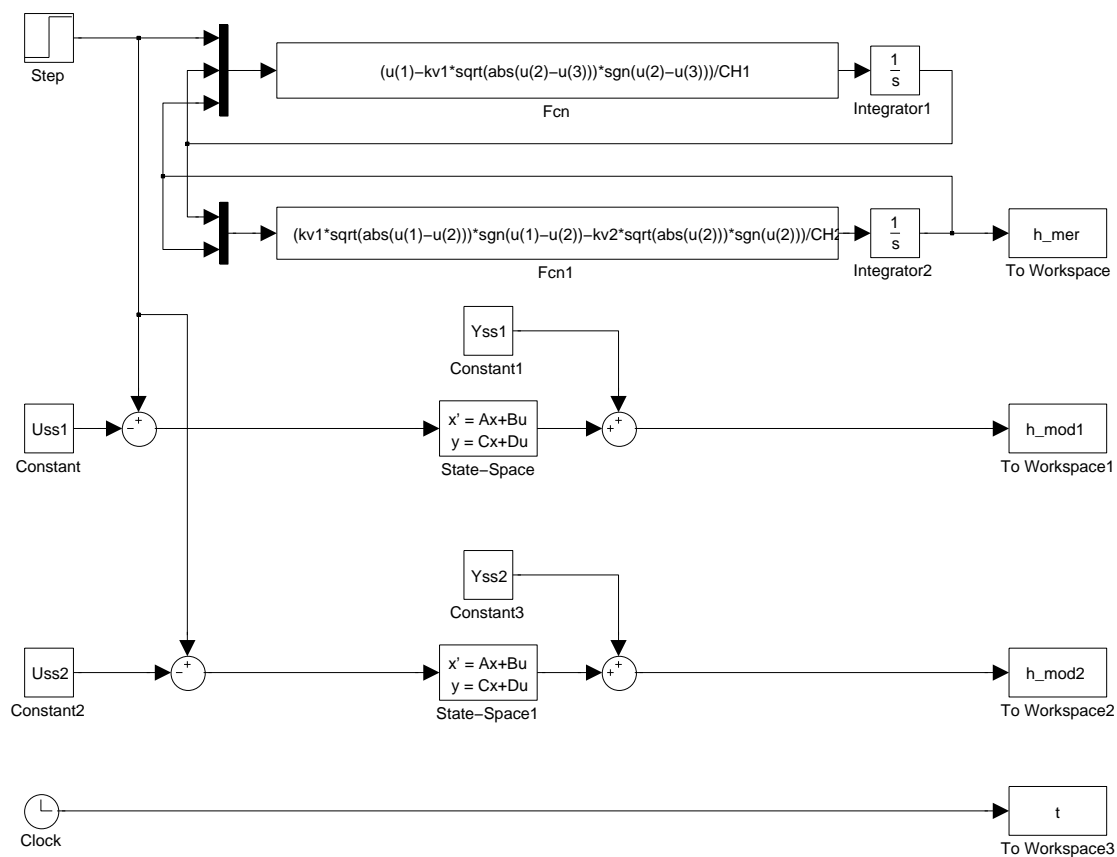 Step
(u(1)−kv1*sqrt(abs(u(2)−u(3)))*sgn(u(2)−u(3)))/CH1
Fcn
1
s
Integrator1
(kv1*sqrt(abs(u(1)−u(2)))*sgn(u(1)−u(2))−kv2*sqrt(abs(u(2)))*sgn(u(2)))/CH2
Fcn1
1
s
Integrator2
h_mer
To Workspace
Yss1
Constant1
Uss1
Constant
−
+
x' = Ax+Bu
y = Cx+Du
State−Space
+
+
h_mod1
To Workspace1
Yss2
Constant3
Uss2
Constant2
−
+
x' = Ax+Bu
y = Cx+Du
State−Space1
+
+
h_mod2
To Workspace2
Clock
t
To Workspace3